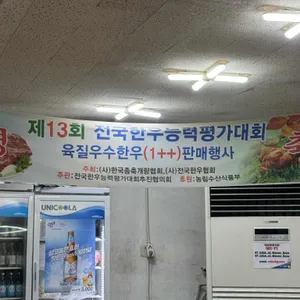 제13회 전국한우능력평가대회
육질우수한우(1++)판매행사
주최:(사)한국종축개량협회,(사)전국한우협회
주관:전국한우능력평가대회추진협의회 후원:농림수산식품부
UNICOOLA